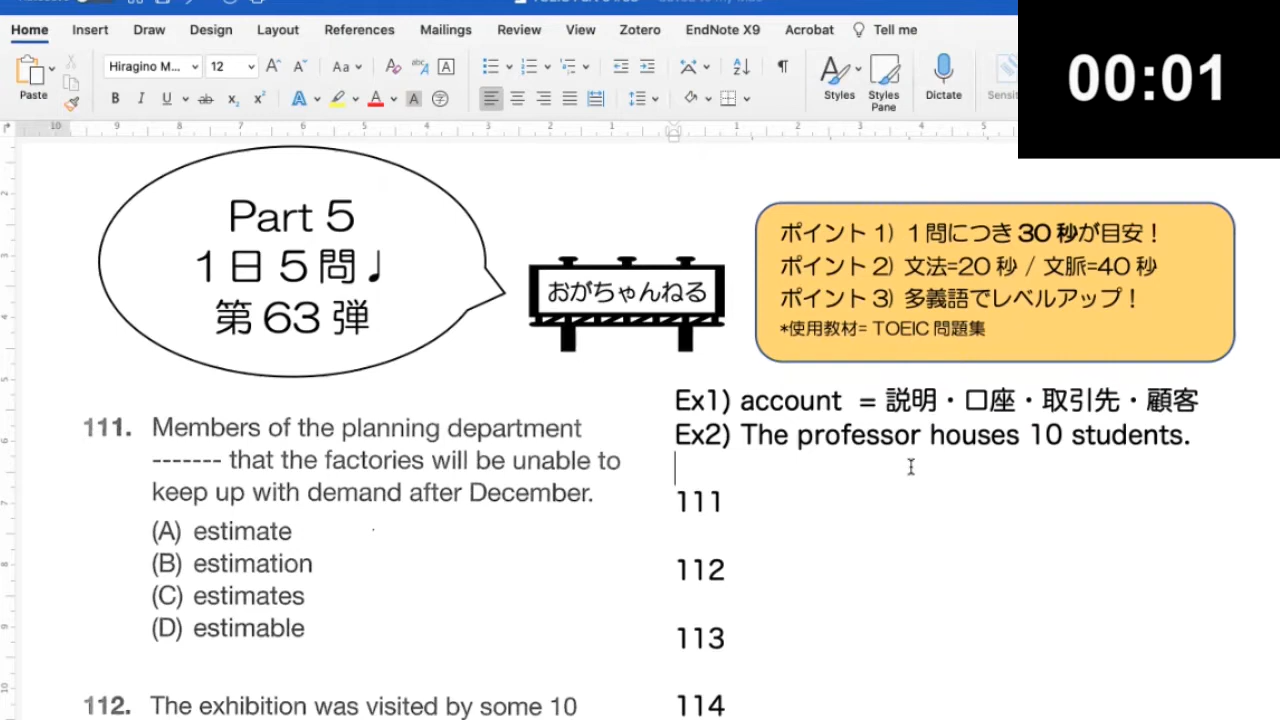 Home Insert Draw Design Layout References Mailings Review View Zotero EndNote X9 Acrobat Tell me
Hiragino M... 12
Paste
Styles
Styles Pane
Dictate
00:01
Part 5
1日5問♩
第63弾
おがちゃんねる
ポイント1) 1問につき30秒が目安！
ポイント2) 文法=20秒 / 文脈=40秒
ポイント3) 多義語でレベルアップ！
*使用教材= TOEIC 問題集
Ex1) account = 説明・口座・取引先・顧客
Ex2) The professor houses 10 students.
111. Members of the planning department
------- that the factories will be unable to
keep up with demand after December.
(A) estimate
(B) estimation
(C) estimates
(D) estimable
112. The exhibition was visited by some 10
111
112
113
114